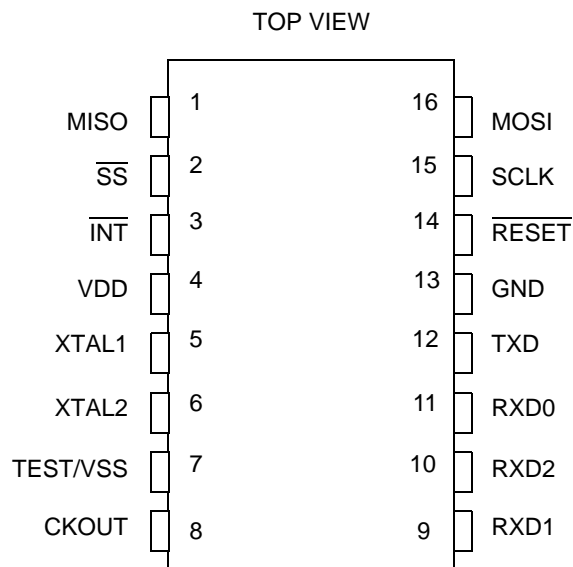 TOP VIEW
MISO 1 16 MOSI
SS 2 15 SCLK
INT 3 14 RESET
VDD 4 13 GND
XTAL1 5 12 TXD
XTAL2 6 11 RXD0
TEST/VSS 7 10 RXD2
CKOUT 8 9 RXD1